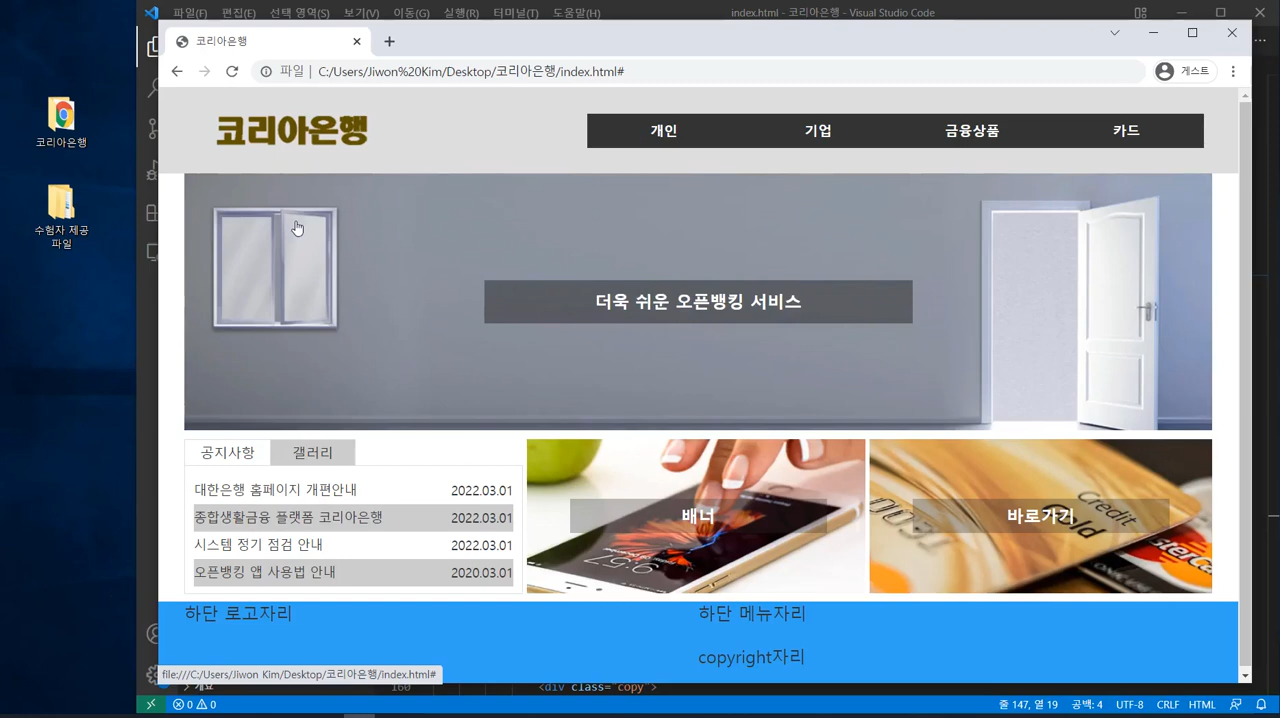 파일(F) 편집(E) 선택 영역(S) 보기(V) 이동(G) 실행(R) 터미널(T) 도움말(H) index.html - 코리아은행 - Visual Studio Code
코리아은행
파일 | C:/Users/Jiwon%20Kim/Desktop/코리아은행/index.html# 게스트
코리아은행
수험자 제공
파일
코리아은행
개인 기업 금융상품 카드
더욱 쉬운 오픈뱅킹 서비스
공지사항 갤러리
대한은행 홈페이지 개편안내 2022.03.01
종합생활금융 플랫폼 코리아은행 2022.03.01
시스템 정기 점검 안내 2022.03.01
오픈뱅킹 앱 사용법 안내 2020.03.01
배너
바로가기
하단 로고자리 하단 메뉴자리
copyright자리
file:///C:/Users/Jiwon Kim/Desktop/코리아은행/index.html#
개요 160 <div class="copy">
0 0 줄 147, 열 19 공백: 4 UTF-8 CRLF HTML